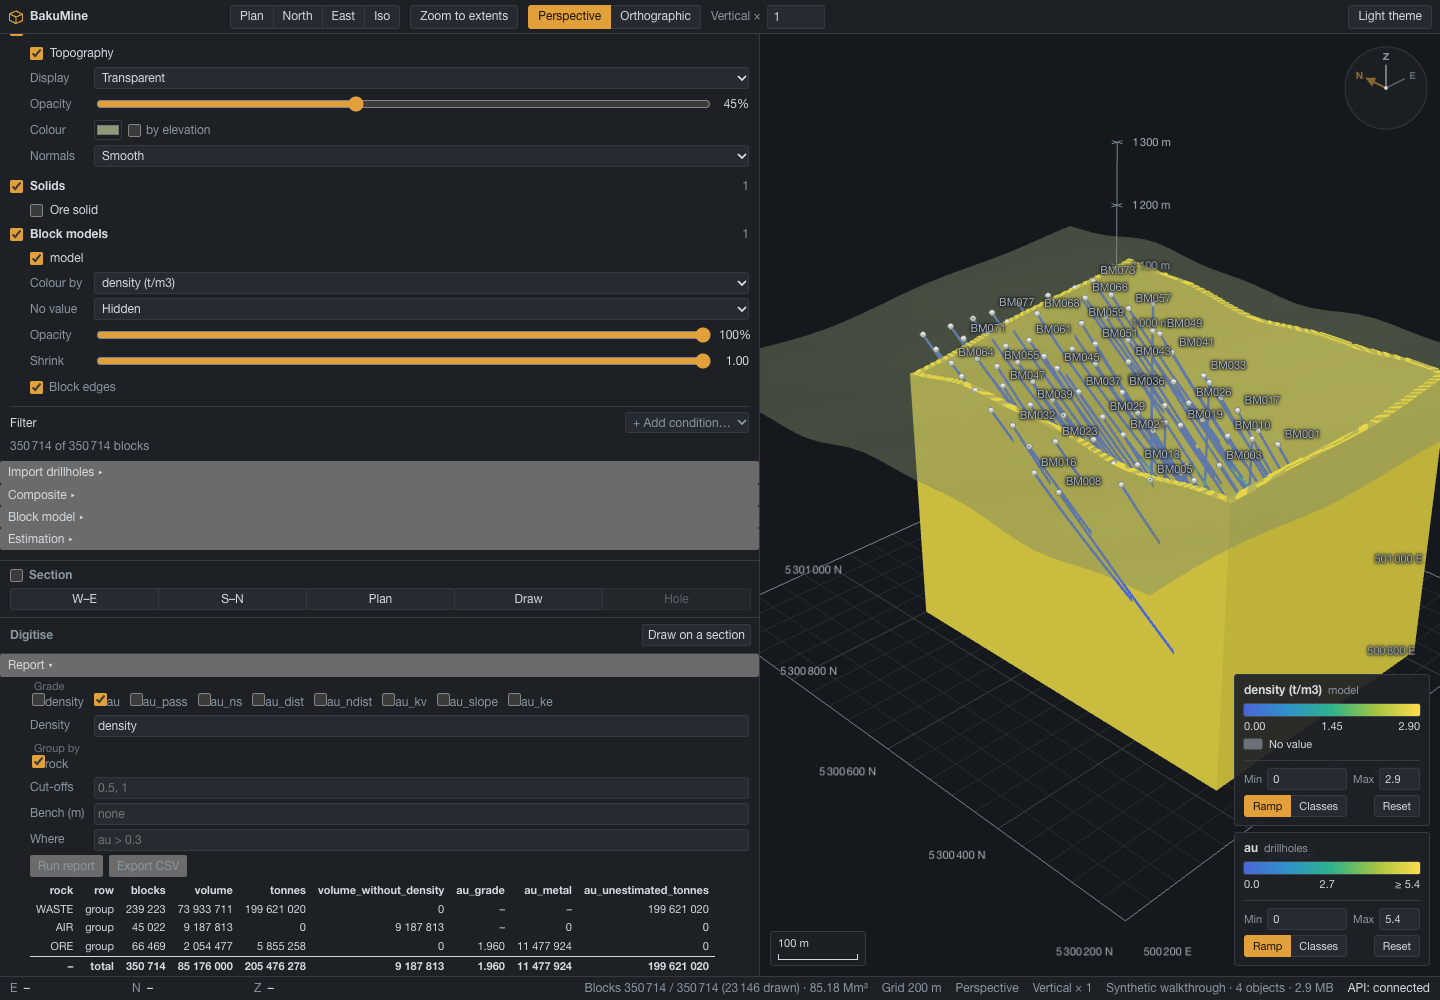 BakuMine Plan North East Iso Zoom to extents Perspective Orthographic Vertical × 1 Light theme
Topography
Display Transparent
Opacity 45%
Colour by elevation
Normals Smooth
Solids 1
Ore solid
Block models 1
model
Colour by density (t/m3)
No value Hidden
Opacity 100%
Shrink 1.00
Block edges
Filter + Add condition…
350 714 of 350 714 blocks
Import drillholes ▸
Composite ▸
Block model ▸
Estimation ▸
Section
W–E S–N Plan Draw Hole
Digitise Draw on a section
Report ▾
Grade
density au au_pass au_ns au_dist au_ndist au_kv au_slope au_ke
Density density
Group by
rock
Cut-offs 0.5, 1
Bench (m) none
Where au > 0.3
Run report Export CSV
rock row blocks volume tonnes volume_without_density au_grade au_metal au_unestimated_tonnes
WASTE group 239 223 73 933 711 199 621 020 0 – – 199 621 020
AIR group 45 022 9 187 813 0 9 187 813 – – 0
ORE group 66 469 2 054 477 5 855 258 0 1.960 11 477 924 0
– total 350 714 85 176 000 205 476 278 9 187 813 1.960 11 477 924 199 621 020
Z
N E
1 300 m
1 200 m
BM073
BM066
BM077 BM068 BM057
BM059
BM071 BM061 BM051 BM049
BM041
BM064 BM055 BM045 BM043
BM033
BM047 BM037 BM036
BM039 BM026
BM017
BM032 BM029 BM019
BM023 BM021 BM010
BM001
BM016 BM013 BM003
BM008 BM005
5 301 000 N
5 300 800 N
5 300 600 N
5 300 400 N
5 300 200 N
500 200 E
501 000 E
500 800 E
100 m
density (t/m3) model
0.00 1.45 2.90
No value
Min 0 Max 2.9
Ramp Classes Reset
au drillholes
0.0 2.7 ≥ 5.4
Min 0 Max 5.4
Ramp Classes Reset
E – N – Z – Blocks 350 714 / 350 714 (23 146 drawn) · 85.18 Mm³ Grid 200 m Perspective Vertical × 1 Synthetic walkthrough · 4 objects · 2.9 MB API: connected